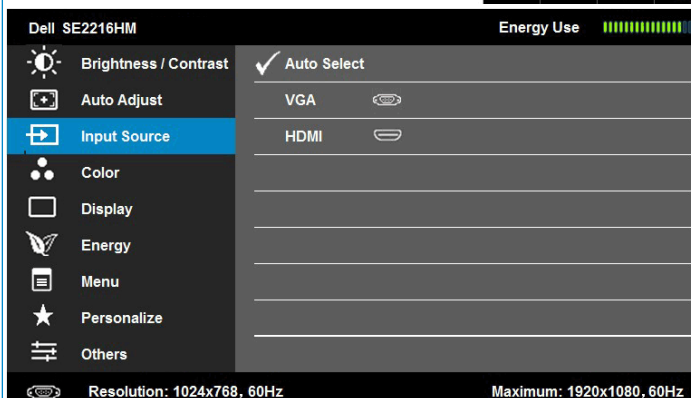 Dell SE2216HM Energy Use
Brightness / Contrast Auto Select
Auto Adjust VGA
Input Source HDMI
Color
Display
Energy
Menu
Personalize
Others
Resolution: 1024x768, 60Hz Maximum: 1920x1080, 60Hz